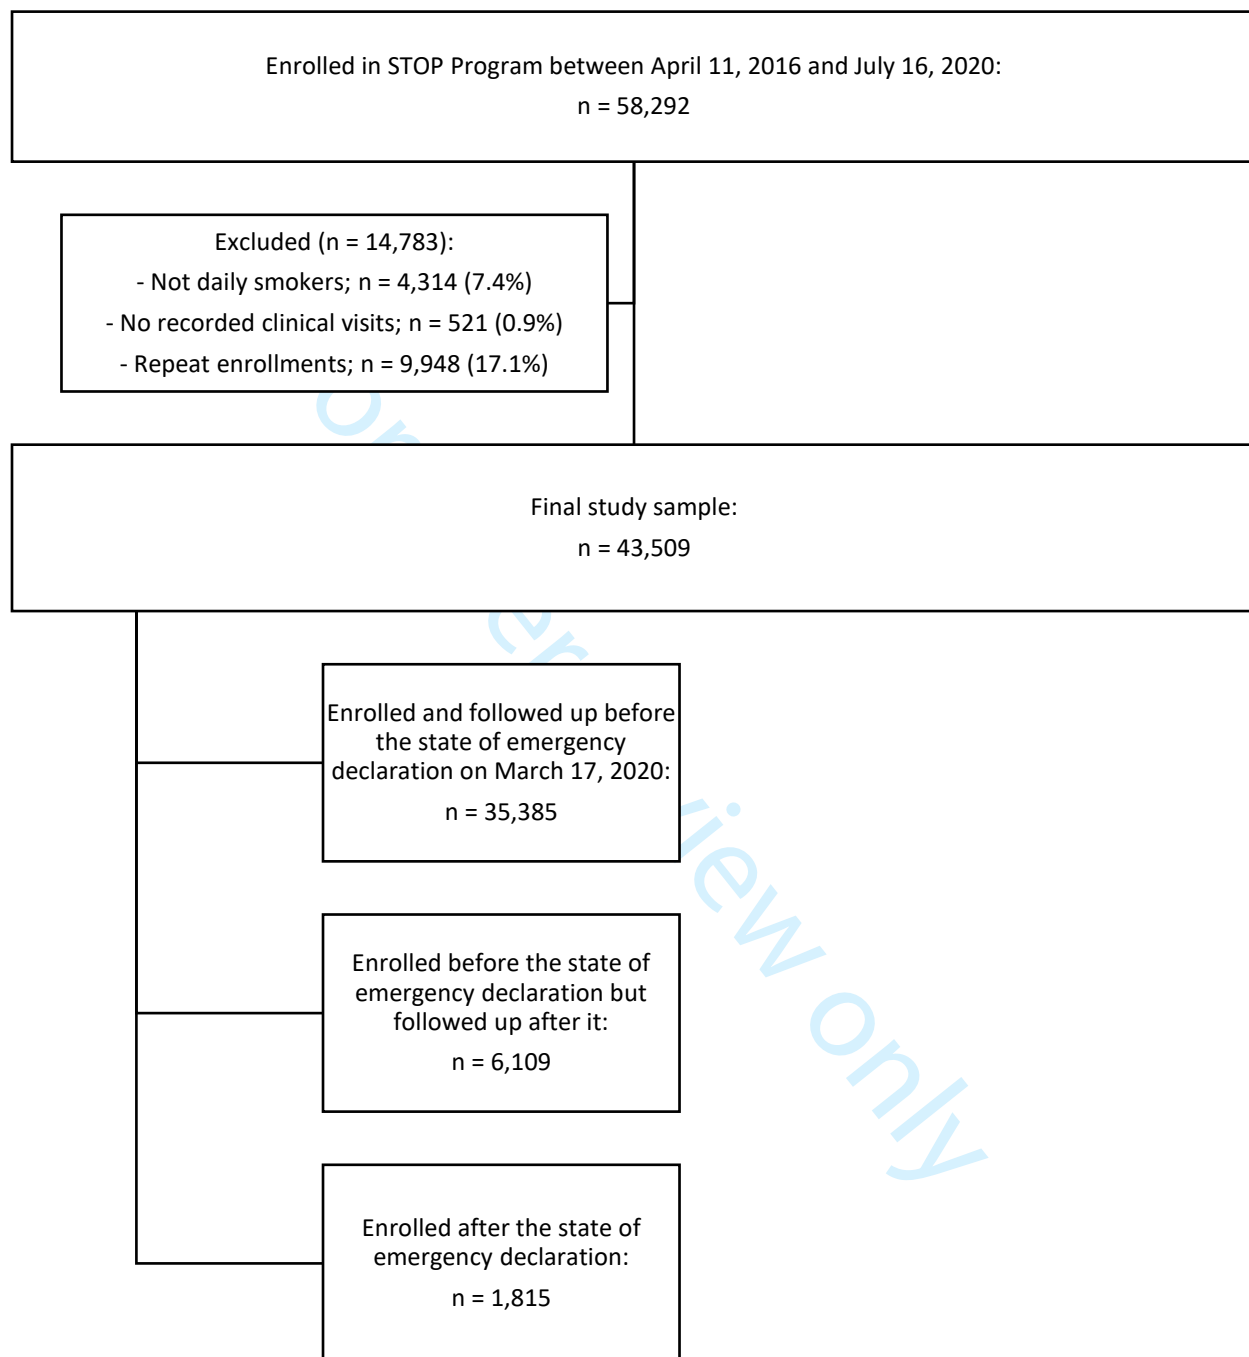 Enrolled in STOP Program between April 11, 2016 and July 16, 2020:
n = 58,292
Excluded (n = 14,783):
- Not daily smokers; n = 4,314 (7.4%)
- No recorded clinical visits; n = 521 (0.9%)
- Repeat enrollments; n = 9,948 (17.1%)
Final study sample:
n = 43,509
Enrolled and followed up before
the state of emergency
declaration on March 17, 2020:
n = 35,385
Enrolled before the state of
emergency declaration but
followed up after it:
n = 6,109
Enrolled after the state of
emergency declaration:
n = 1,815
view only